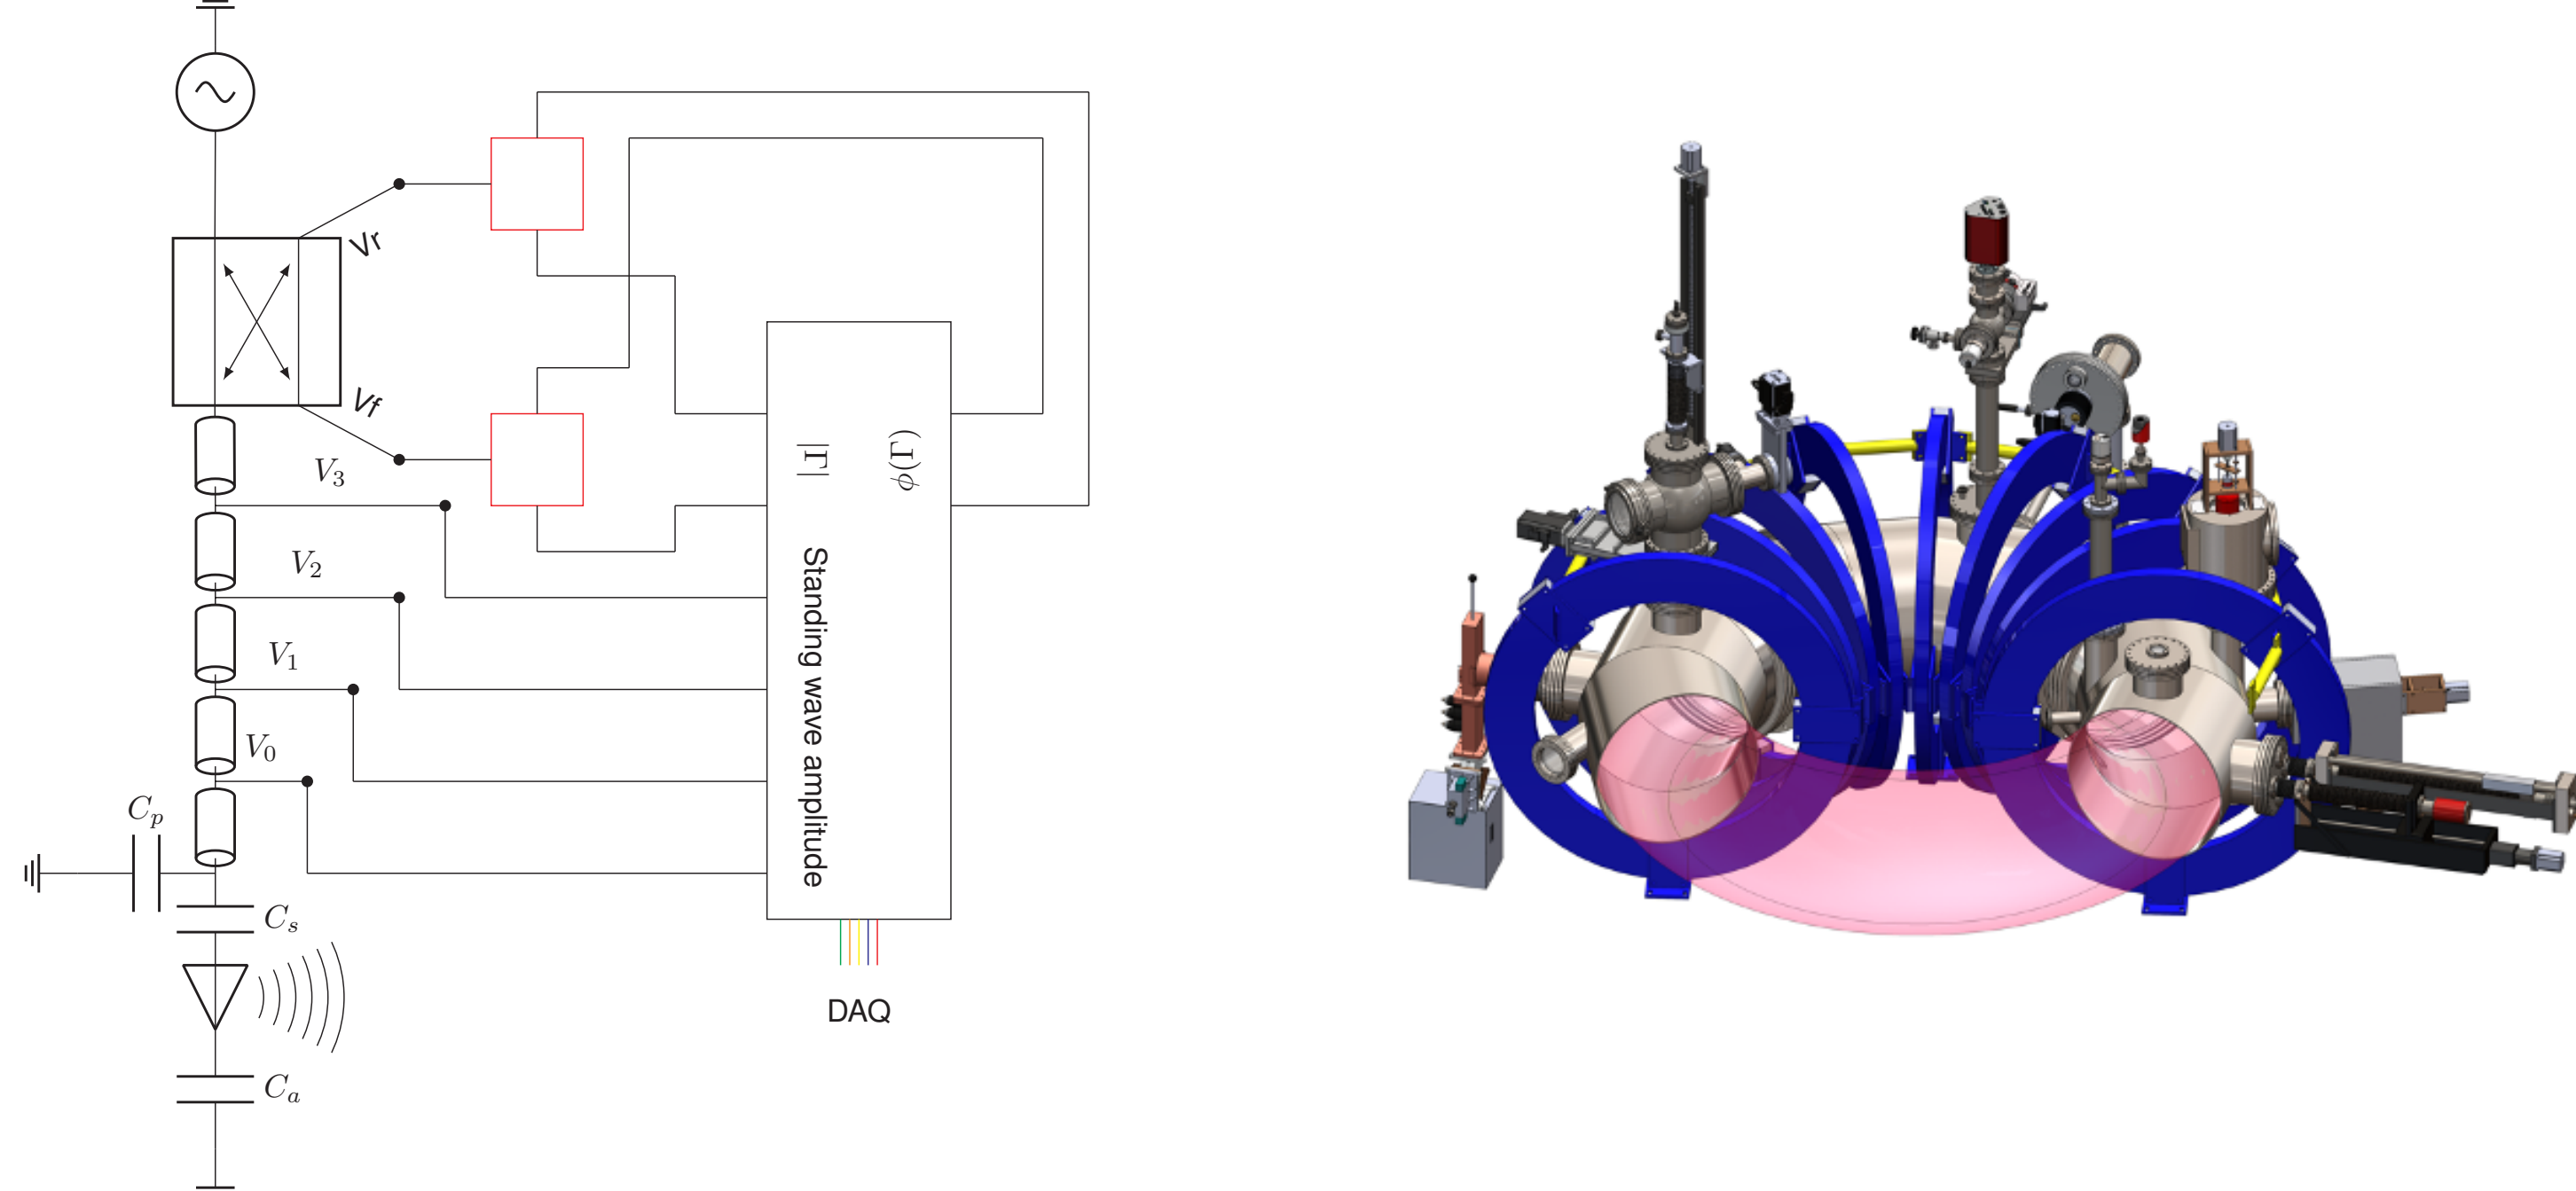 Vr
Vf
V₃
V₂
V₁
V₀
Cₚ
Cₛ
Cₐ
|Γ|
ϕ(Γ)
Standing wave amplitude
DAQ